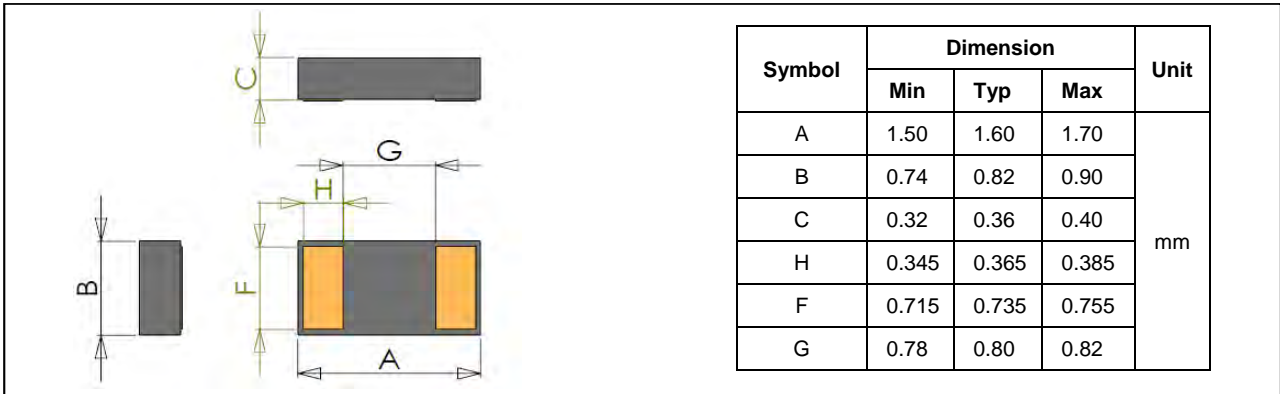 C
G
H
B
F
A
Symbol Dimension Unit
Min Typ Max
A 1.50 1.60 1.70
B 0.74 0.82 0.90
C 0.32 0.36 0.40
H 0.345 0.365 0.385
F 0.715 0.735 0.755
G 0.78 0.80 0.82
mm